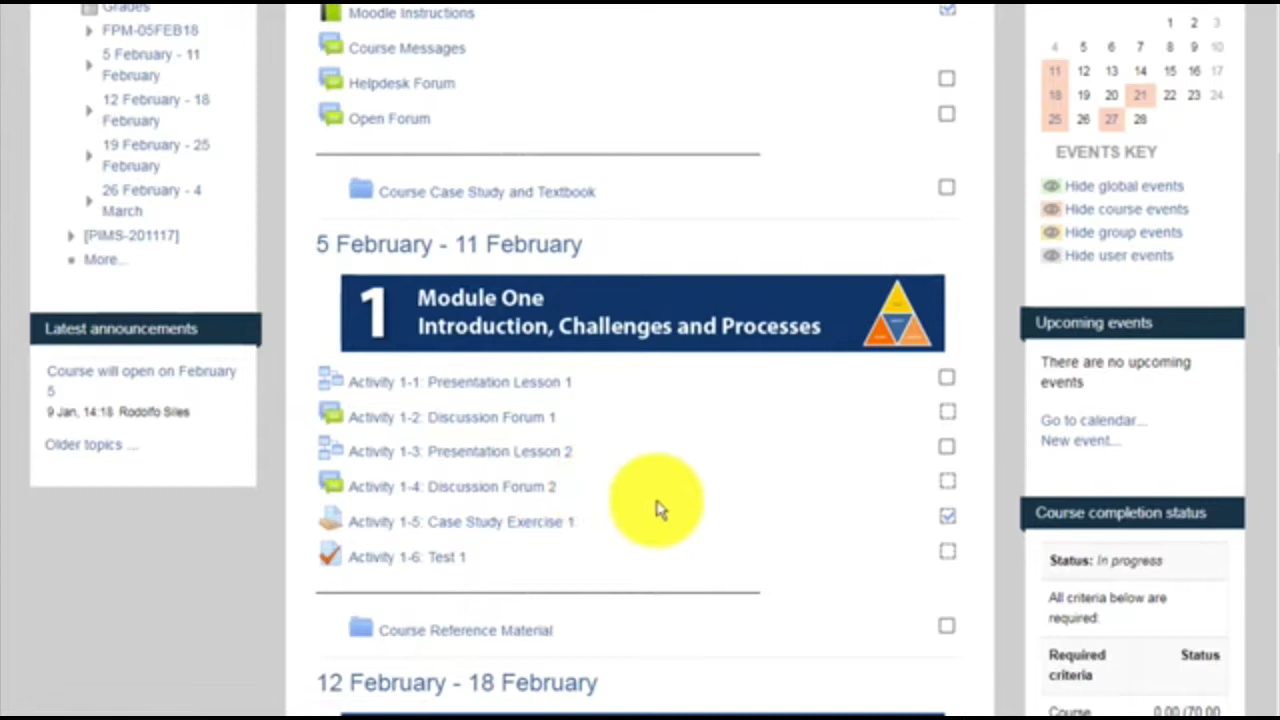 Grades
FPM-05FEB18
5 February - 11
February
12 February - 18
February
19 February - 25
February
26 February - 4
March
[PIMS-201117]
More...
Latest announcements
Course will open on February
5
9 Jan, 14:18 Rodolfo Siles
Older topics ...
Moodle Instructions
Course Messages
Helpdesk Forum
Open Forum
Course Case Study and Textbook
5 February - 11 February
1
Module One
Introduction, Challenges and Processes
Activity 1-1: Presentation Lesson 1
Activity 1-2: Discussion Forum 1
Activity 1-3: Presentation Lesson 2
Activity 1-4: Discussion Forum 2
Activity 1-5: Case Study Exercise 1
Activity 1-6: Test 1
Course Reference Material
12 February - 18 February
1 2 3
4 5 6 7 8 9 10
11 12 13 14 15 16 17
18 19 20 21 22 23 24
25 26 27 28
EVENTS KEY
Hide global events
Hide course events
Hide group events
Hide user events
Upcoming events
There are no upcoming
events
Go to calendar...
New event...
Course completion status
Status: In progress
All criteria below are
required:
Required Status
criteria
Course 0.00 (70.00